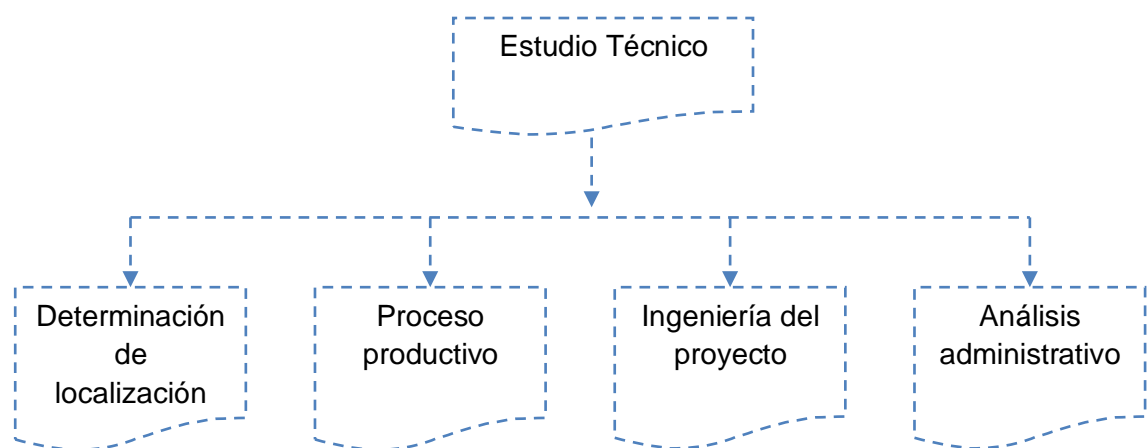 Estudio Técnico
Determinación
de
localización
Proceso
productivo
Ingeniería del
proyecto
Análisis
administrativo